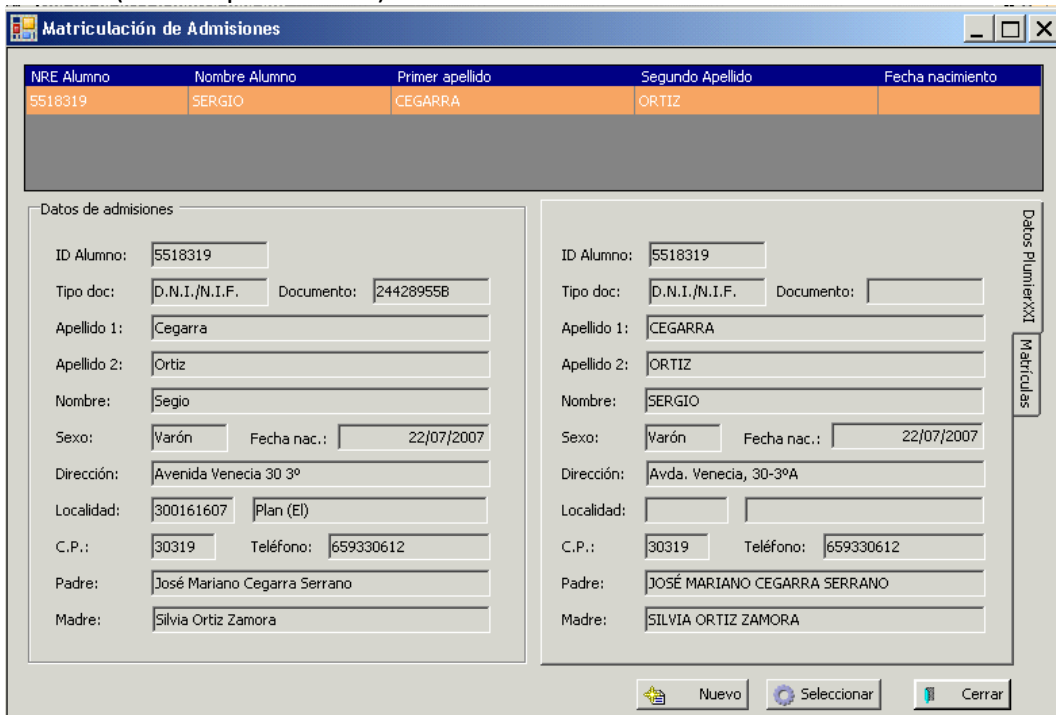 Matriculación de Admisiones
NRE Alumno Nombre Alumno Primer apellido Segundo Apellido Fecha nacimiento
5518319 SERGIO CEGARRA ORTIZ
Datos de admisiones
ID Alumno: 5518319
Tipo doc: D.N.I./N.I.F. Documento: 24428955B
Apellido 1: Cegarra
Apellido 2: Ortiz
Nombre: Segio
Sexo: Varón Fecha nac.: 22/07/2007
Dirección: Avenida Venecia 30 3º
Localidad: 300161607 Plan (El)
C.P.: 30319 Teléfono: 659330612
Padre: José Mariano Cegarra Serrano
Madre: Silvia Ortiz Zamora
ID Alumno: 5518319
Tipo doc: D.N.I./N.I.F. Documento:
Apellido 1: CEGARRA
Apellido 2: ORTIZ
Nombre: SERGIO
Sexo: Varón Fecha nac.: 22/07/2007
Dirección: Avda. Venecia, 30-3ºA
Localidad:
C.P.: 30319 Teléfono: 659330612
Padre: JOSÉ MARIANO CEGARRA SERRANO
Madre: SILVIA ORTIZ ZAMORA
Datos PlumierXXI
Matrículas
Nuevo Seleccionar Cerrar